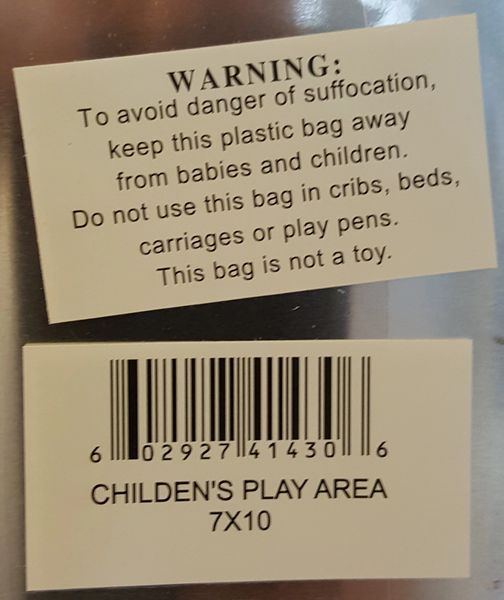 WARNING:
To avoid danger of suffocation,
keep this plastic bag away
from babies and children.
Do not use this bag in cribs, beds,
carriages or play pens.
This bag is not a toy.
6 02927 41430 6
CHILDEN'S PLAY AREA
7X10